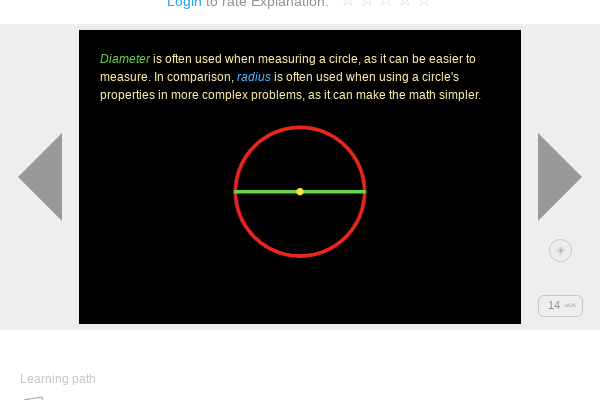 Login to rate Explanation.
Diameter is often used when measuring a circle, as it can be easier to
measure. In comparison, radius is often used when using a circle's
properties in more complex problems, as it can make the math simpler.
14
Learning path